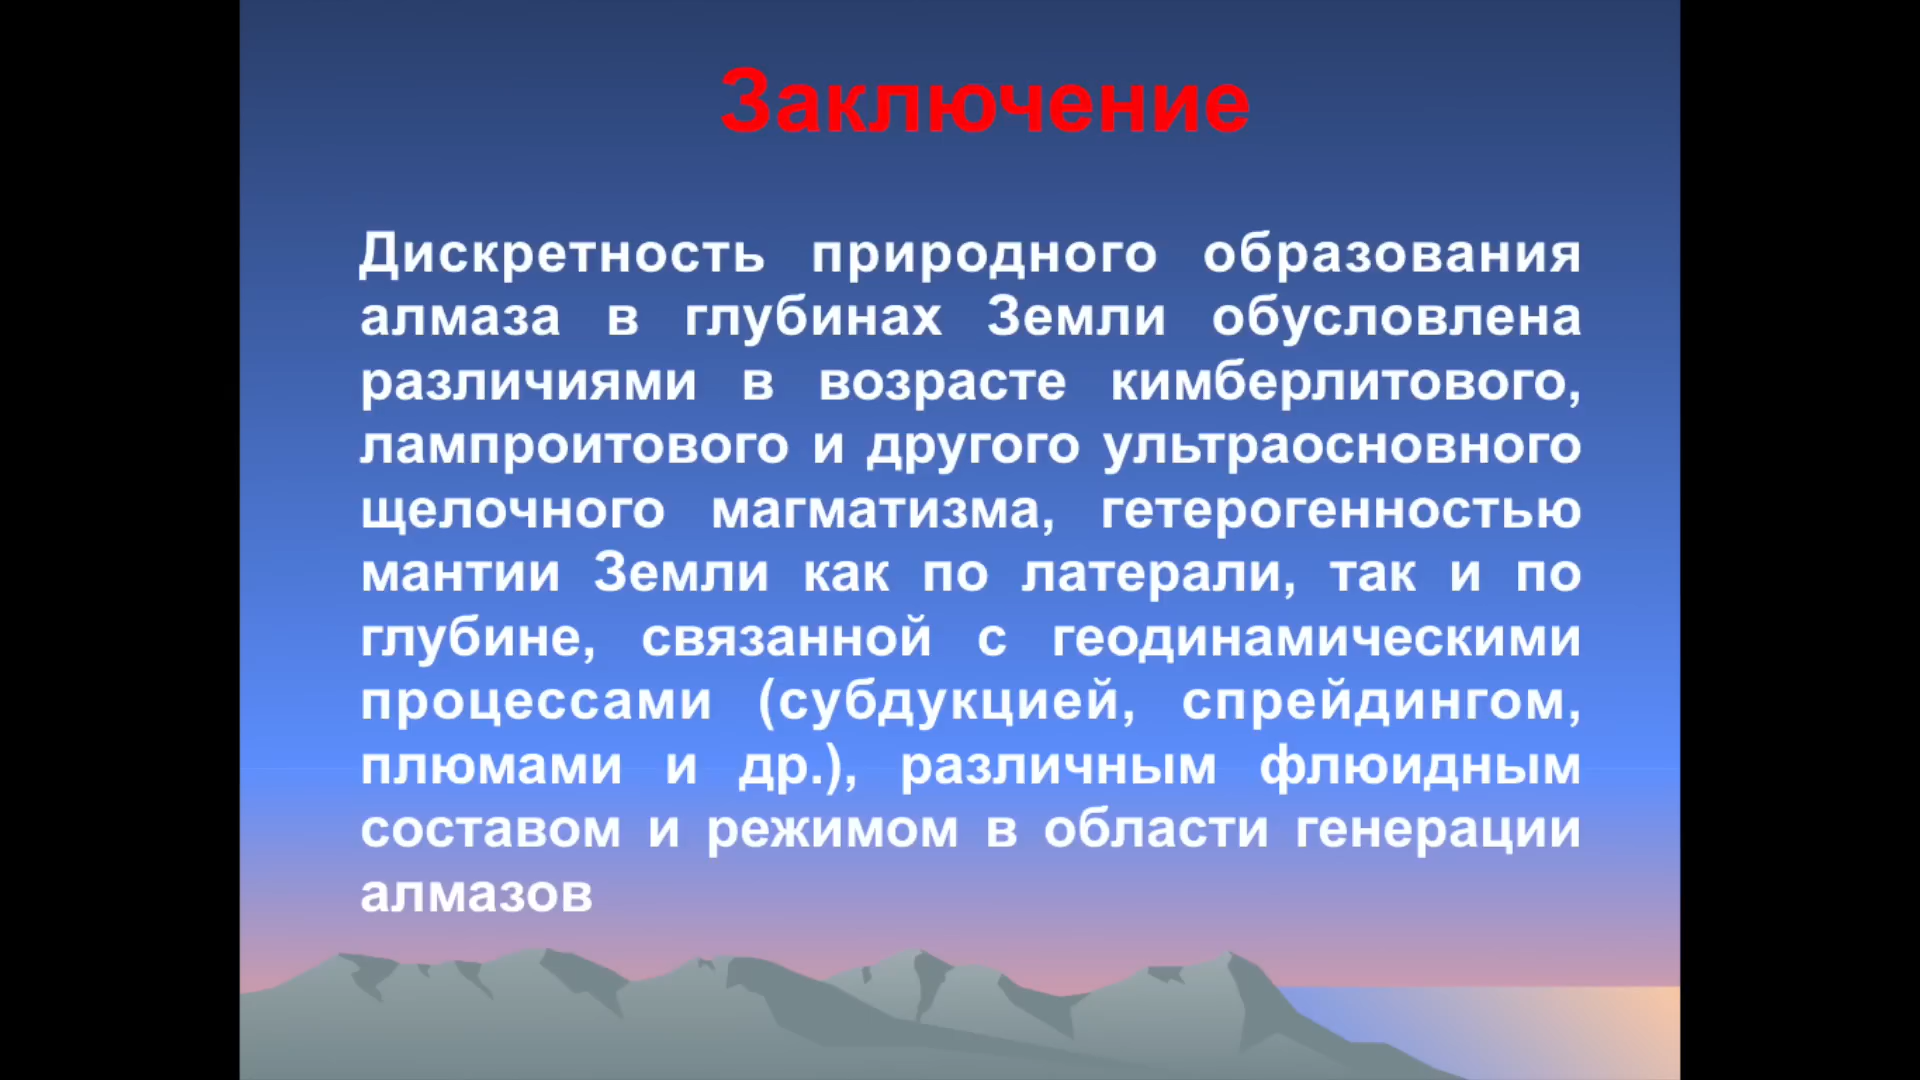 Заключение
Дискретность природного образования
алмаза в глубинах Земли обусловлена
различиями в возрасте кимберлитового,
лампроитового и другого ультраосновного
щелочного магматизма, гетерогенностью
мантии Земли как по латерали, так и по
глубине, связанной с геодинамическими
процессами (субдукцией, спрейдингом,
плюмами и др.), различным флюидным
составом и режимом в области генерации
алмазов